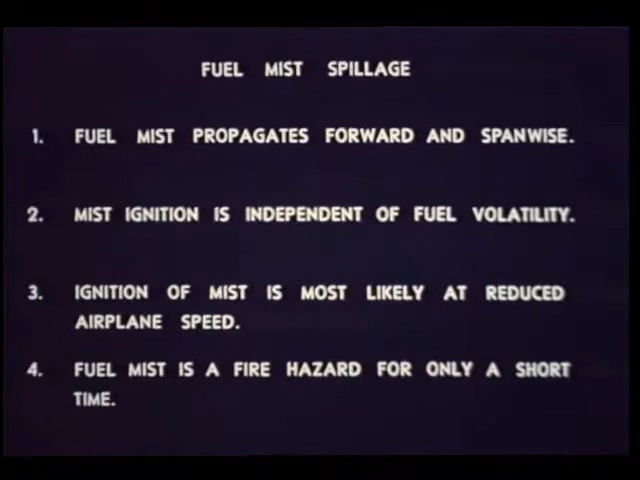 FUEL MIST SPILLAGE
1. FUEL MIST PROPAGATES FORWARD AND SPANWISE.
2. MIST IGNITION IS INDEPENDENT OF FUEL VOLATILITY.
3. IGNITION OF MIST IS MOST LIKELY AT REDUCED
AIRPLANE SPEED.
4. FUEL MIST IS A FIRE HAZARD FOR ONLY A SHORT
TIME.